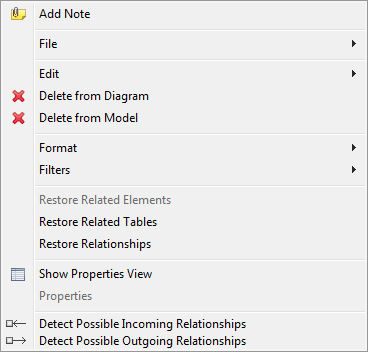 Add Note
File
Edit
Delete from Diagram
Delete from Model
Format
Filters
Restore Related Elements
Restore Related Tables
Restore Relationships
Show Properties View
Properties
Detect Possible Incoming Relationships
Detect Possible Outgoing Relationships